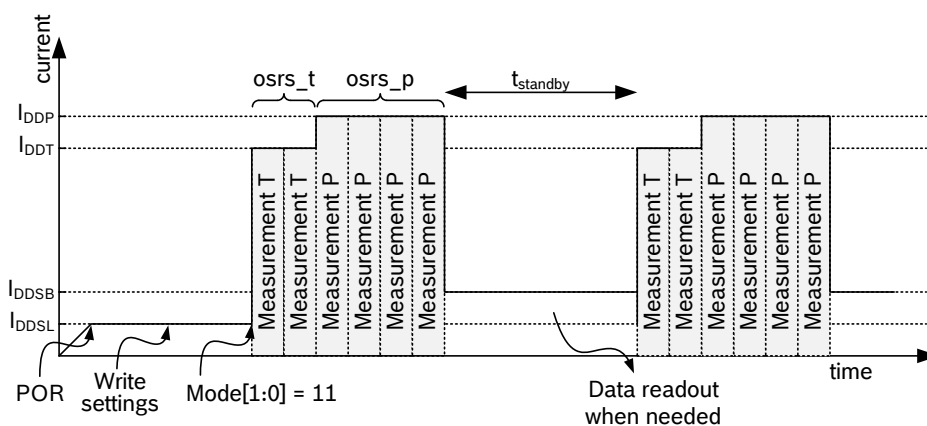 current
osrs_t
osrs_p
tstandby
IDDP
IDDT
Measurement T
Measurement T
Measurement P
Measurement P
Measurement P
Measurement P
Measurement T
Measurement T
Measurement P
Measurement P
Measurement P
Measurement P
IDDSB
IDDSL
POR
Write
settings
Mode[1:0] = 11
Data readout
when needed
time